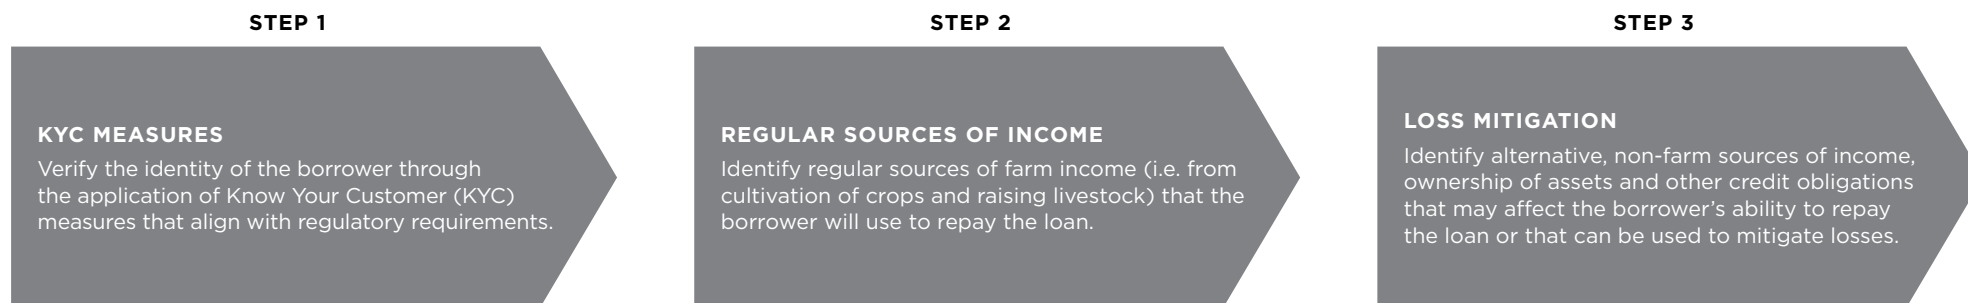 STEP 1
KYC MEASURES
Verify the identity of the borrower through
the application of Know Your Customer (KYC)
measures that align with regulatory requirements.
STEP 2
REGULAR SOURCES OF INCOME
Identify regular sources of farm income (i.e. from
cultivation of crops and raising livestock) that the
borrower will use to repay the loan.
STEP 3
LOSS MITIGATION
Identify alternative, non-farm sources of income,
ownership of assets and other credit obligations
that may affect the borrower’s ability to repay
the loan or that can be used to mitigate losses.